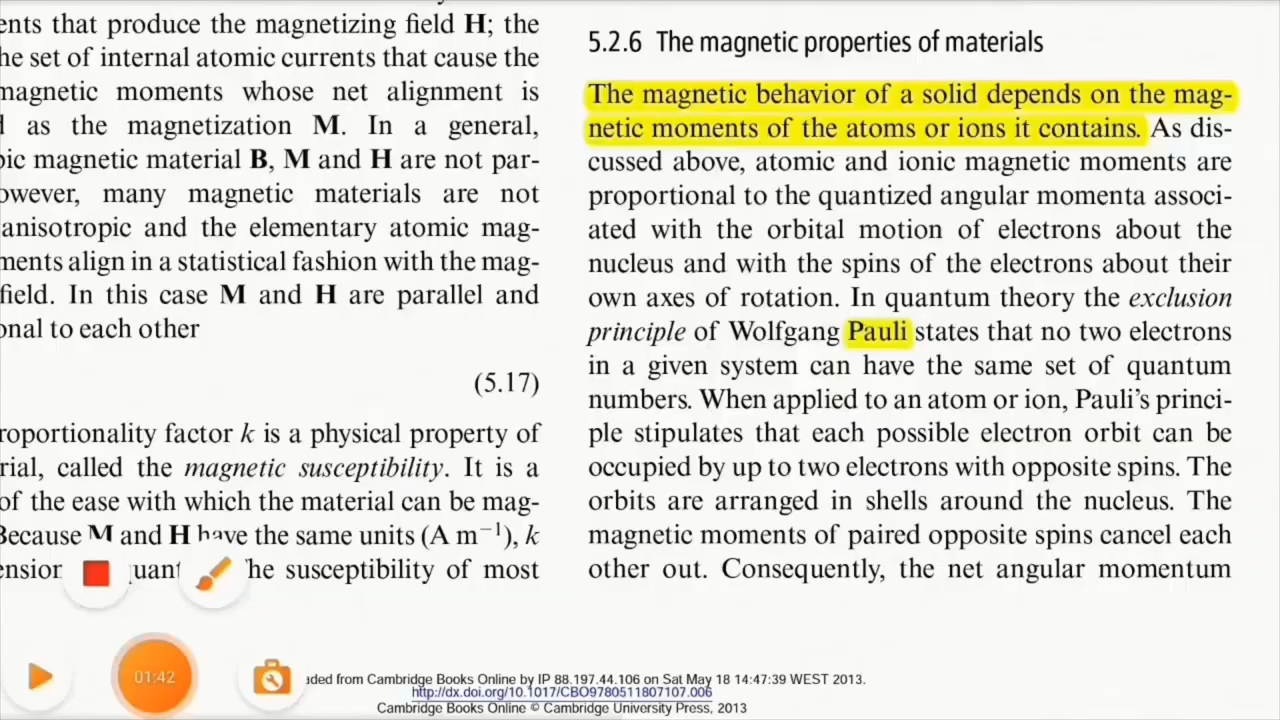 ents that produce the magnetizing field H; the
he set of internal atomic currents that cause the
magnetic moments whose net alignment is
as the magnetization M. In a general,
pic magnetic material B, M and H are not par-
owever, many magnetic materials are not
anisotropic and the elementary atomic mag-
ments align in a statistical fashion with the mag-
field. In this case M and H are parallel and
onal to each other
(5.17)
roportionality factor k is a physical property of
rial, called the magnetic susceptibility. It is a
of the ease with which the material can be mag-
Because M and H have the same units (A m⁻¹), k
ension quant he susceptibility of most
5.2.6 The magnetic properties of materials
The magnetic behavior of a solid depends on the mag-
netic moments of the atoms or ions it contains. As dis-
cussed above, atomic and ionic magnetic moments are
proportional to the quantized angular momenta associ-
ated with the orbital motion of electrons about the
nucleus and with the spins of the electrons about their
own axes of rotation. In quantum theory the exclusion
principle of Wolfgang Pauli states that no two electrons
in a given system can have the same set of quantum
numbers. When applied to an atom or ion, Pauli's princi-
ple stipulates that each possible electron orbit can be
occupied by up to two electrons with opposite spins. The
orbits are arranged in shells around the nucleus. The
magnetic moments of paired opposite spins cancel each
other out. Consequently, the net angular momentum
01:42
aded from Cambridge Books Online by IP 88.197.44.106 on Sat May 18 14:47:39 WEST 2013.
http://dx.doi.org/10.1017/CBO9780511807107.006
Cambridge Books Online © Cambridge University Press, 2013